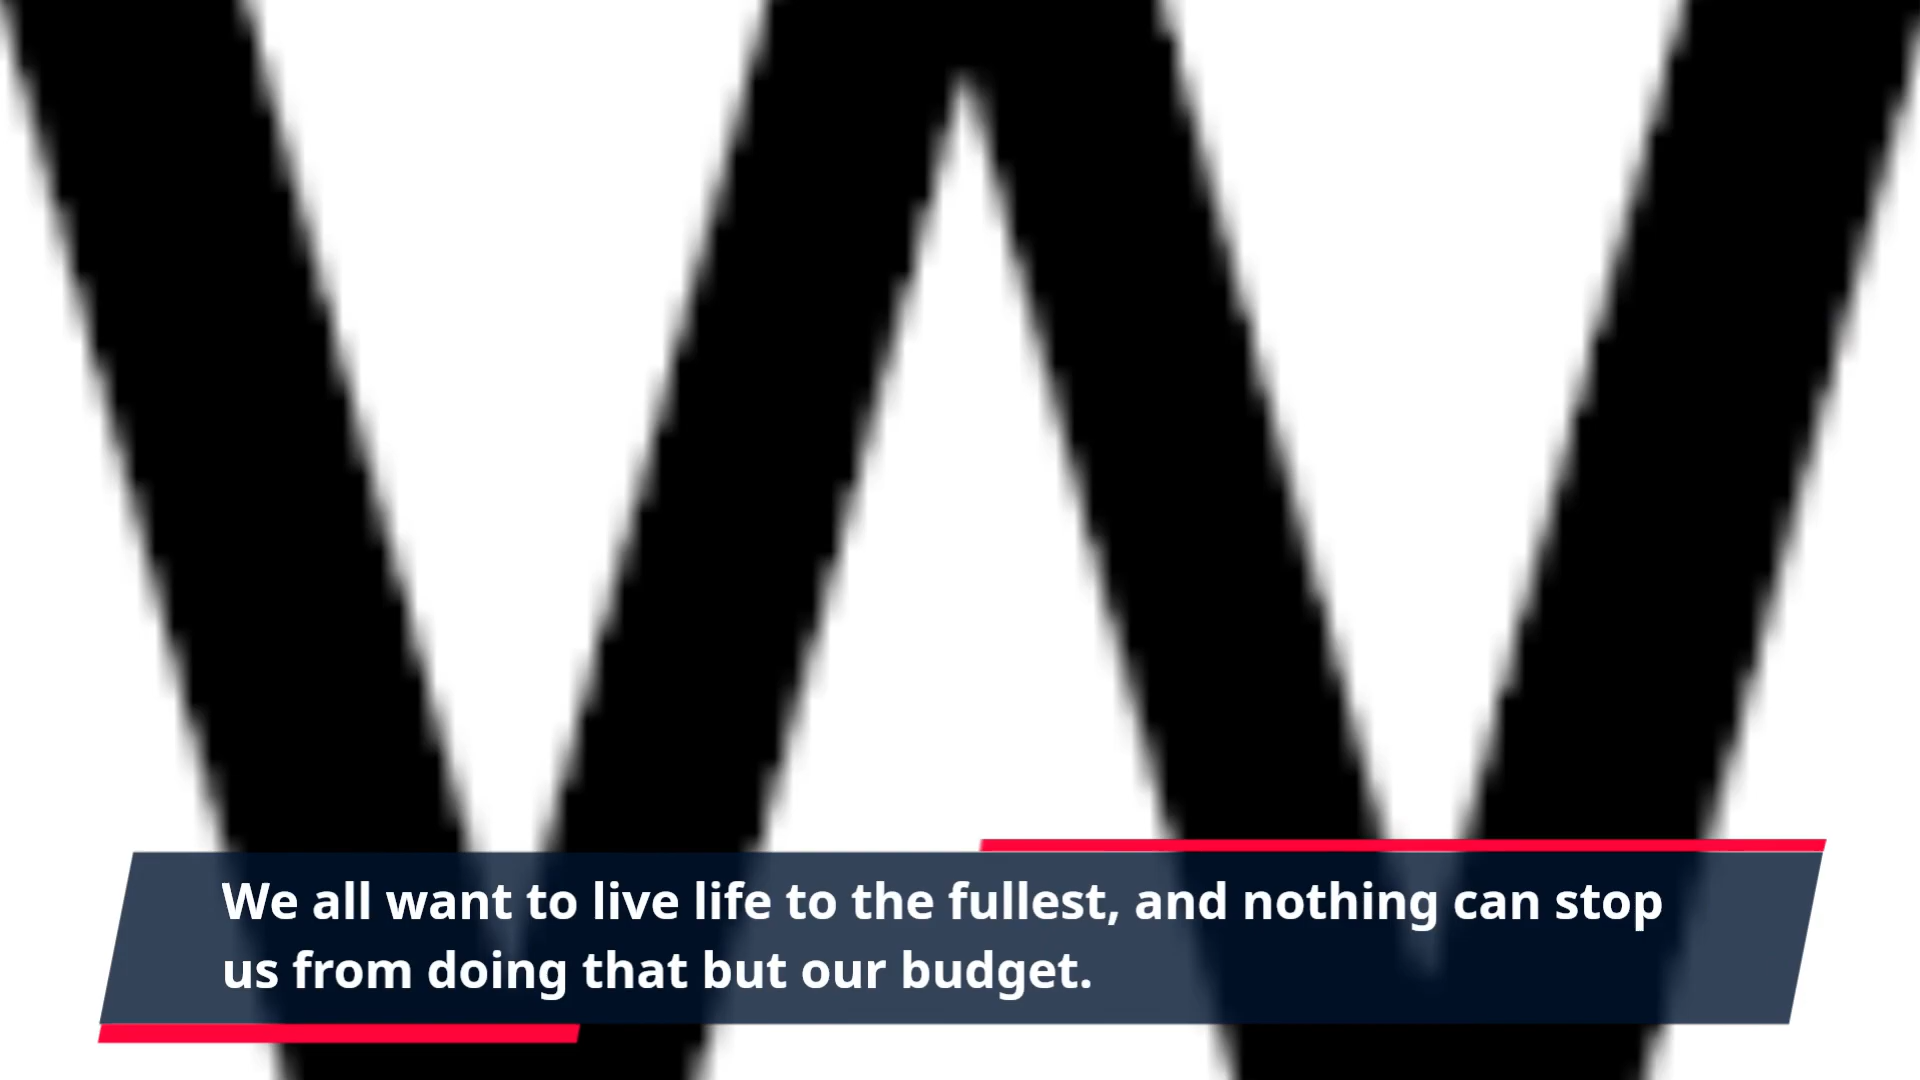 W
We all want to live life to the fullest, and nothing can stop
us from doing that but our budget.